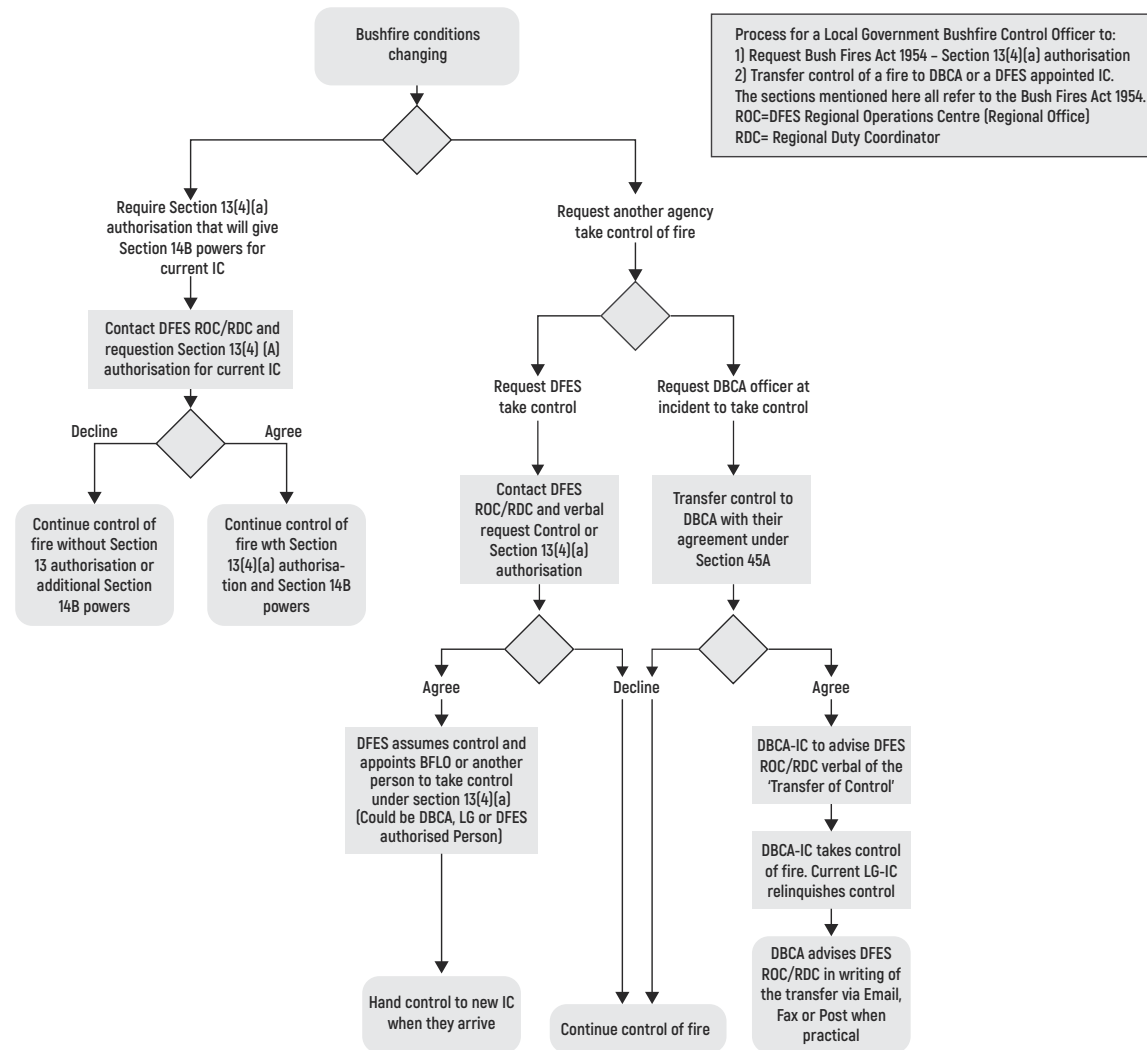 Bushfire conditions
changing
Process for a Local Government Bushfire Control Officer to:
1) Request Bush Fires Act 1954 – Section 13(4)(a) authorisation
2) Transfer control of a fire to DBCA or a DFES appointed IC.
The sections mentioned here all refer to the Bush Fires Act 1954.
ROC=DFES Regional Operations Centre (Regional Office)
RDC= Regional Duty Coordinator
Require Section 13(4)(a)
authorisation that will give
Section 14B powers for
current IC
Request another agency
take control of fire
Contact DFES ROC/RDC and
requestion Section 13(4) (A)
authorisation for current IC
Decline
Agree
Continue control of
fire without Section
13 authorisation or
additional Section
14B powers
Continue control of
fire wth Section
13(4)(a) authorisa-
tion and Section 14B
powers
Request DFES
take control
Request DBCA officer at
incident to take control
Contact DFES
ROC/RDC and verbal
request Control or
Section 13(4)(a)
authorisation
Transfer control to
DBCA with their
agreement under
Section 45A
Agree
Decline
Agree
DFES assumes control and
appoints BFLO or another
person to take control
under section 13(4)(a)
(Could be DBCA, LG or DFES
authorised Person)
DBCA-IC to advise DFES
ROC/RDC verbal of the
‘Transfer of Control’
DBCA-IC takes control
of fire. Current LG-IC
relinquishes control
Hand control to new IC
when they arrive
Continue control of fire
DBCA advises DFES
ROC/RDC in writing of
the transfer via Email,
Fax or Post when
practical